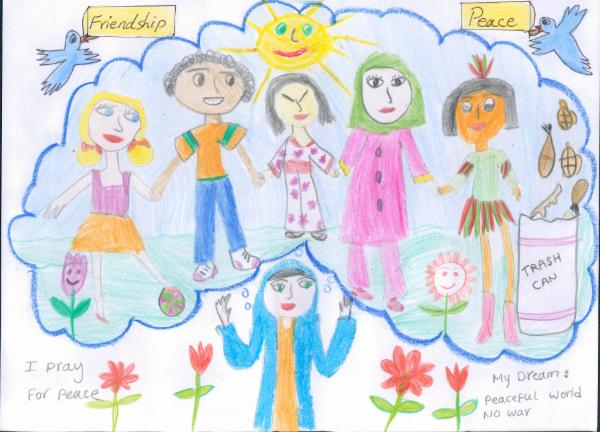 Friendship
Peace
TRASH
CAN
I pray
For peace
My Dream:
peaceful world
No war